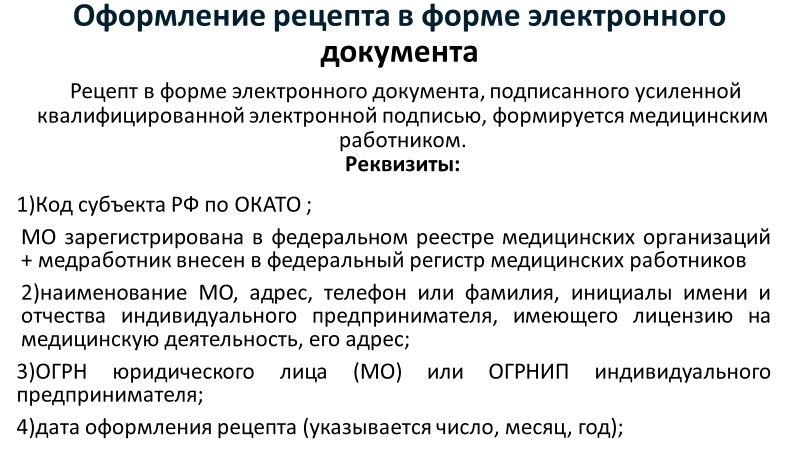 Оформление рецепта в форме электронного
документа
Рецепт в форме электронного документа, подписанного усиленной
квалифицированной электронной подписью, формируется медицинским
работником.
Реквизиты:
1)Код субъекта РФ по ОКАТО ;
МО зарегистрирована в федеральном реестре медицинских организаций
+ медработник внесен в федеральный регистр медицинских работников
2)наименование МО, адрес, телефон или фамилия, инициалы имени и
отчества индивидуального предпринимателя, имеющего лицензию на
медицинскую деятельность, его адрес;
3)ОГРН юридического лица (МО) или ОГРНИП индивидуального
предпринимателя;
4)дата оформления рецепта (указывается число, месяц, год);